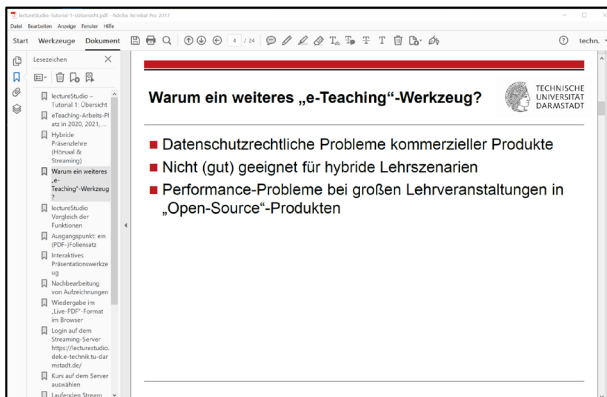 lectureStudio-Tutorial-1-Uebersicht.pdf - Adobe Acrobat Pro 2017
Datei Bearbeiten Anzeige Fenster Hilfe
Start Werkzeuge Dokument
4 / 24
techn.
Lesezeichen
lectureStudio –
Tutorial 1: Übersicht
eTeaching-Arbeits-Pl
atz in 2020, 2021, ...
Hybride
Präsenzlehre
(Hörsaal &
Streaming)
Warum ein weiteres
„e-
Teaching"-Werkzeug
?
lectureStudio
Vergleich der
Funktionen
Ausgangspunkt: ein
(PDF-)Foliensatz
Interaktives
Präsentationswerkze
ug
Nachbearbeitung
von Aufzeichnungen
Wiedergabe im
„Live-PDF"-Format
im Browser
Login auf dem
Streaming-Server
https://lecturestudio.
dek.e-technik.tu-dar
mstadt.de/
Kurs auf dem Server
auswählen
Laufenden Stream
Warum ein weiteres „e-Teaching"-Werkzeug?
TECHNISCHE
UNIVERSITÄT
DARMSTADT
Datenschutzrechtliche Probleme kommerzieller Produkte
Nicht (gut) geeignet für hybride Lehrszenarien
Performance-Probleme bei großen Lehrveranstaltungen in
„Open-Source"-Produkten